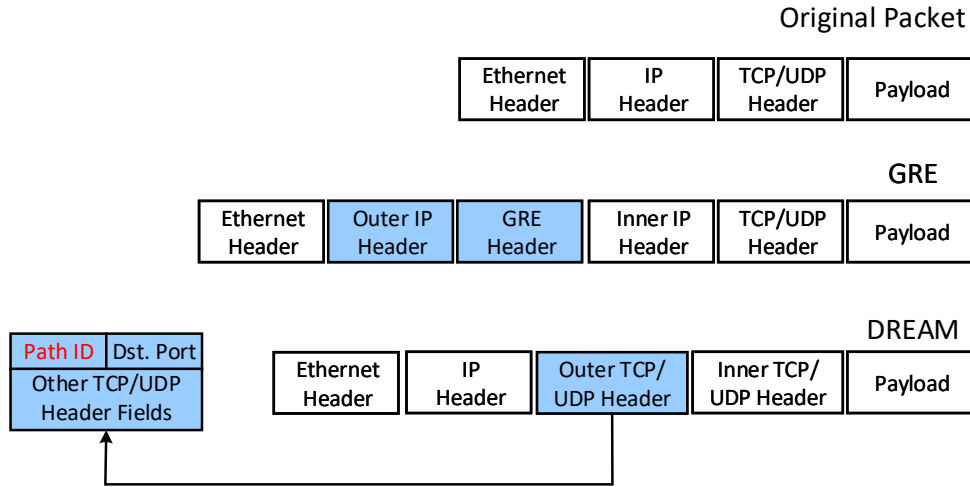 Original Packet
Ethernet
Header
IP
Header
TCP/UDP
Header
Payload
GRE
Ethernet
Header
Outer IP
Header
GRE
Header
Inner IP
Header
TCP/UDP
Header
Payload
DREAM
Path ID
Dst. Port
Other TCP/UDP
Header Fields
Ethernet
Header
IP
Header
Outer TCP/
UDP Header
Inner TCP/
UDP Header
Payload